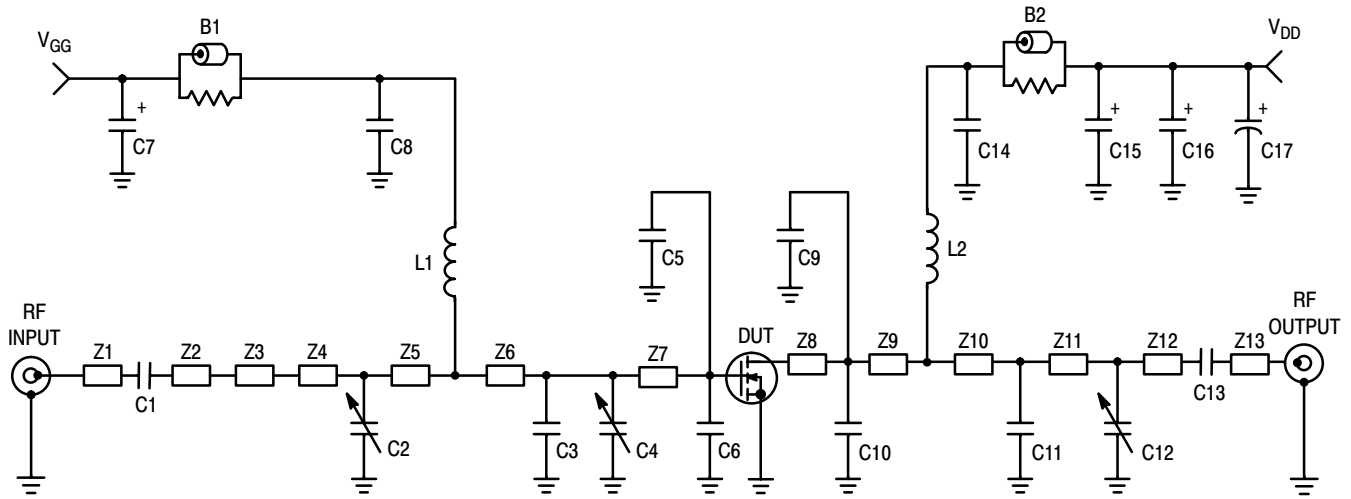 B1
B2
VGG
VDD
+
C7
C8
C14
+
C15
+
C16
+
C17
L1
C5
C9
L2
RF
INPUT
DUT
RF
OUTPUT
Z1
Z2
Z3
Z4
Z5
Z6
Z7
Z8
Z9
Z10
Z11
Z12
Z13
C1
C13
C2
C3
C4
C6
C10
C11
C12